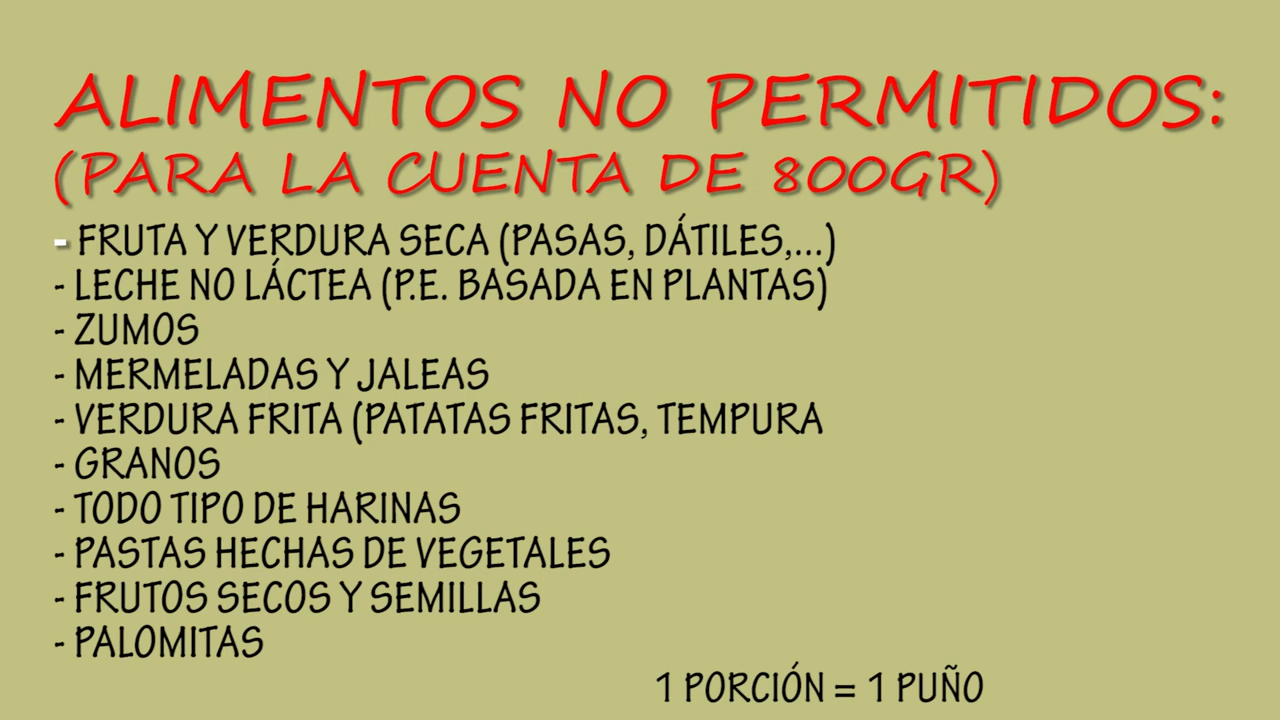 ALIMENTOS NO PERMITIDOS:
(PARA LA CUENTA DE 800GR)
- FRUTA Y VERDURA SECA (PASAS, DÁTILES,...)
- LECHE NO LÁCTEA (P.E. BASADA EN PLANTAS)
- ZUMOS
- MERMELADAS Y JALEAS
- VERDURA FRITA (PATATAS FRITAS, TEMPURA
- GRANOS
- TODO TIPO DE HARINAS
- PASTAS HECHAS DE VEGETALES
- FRUTOS SECOS Y SEMILLAS
- PALOMITAS
1 PORCIÓN = 1 PUÑO